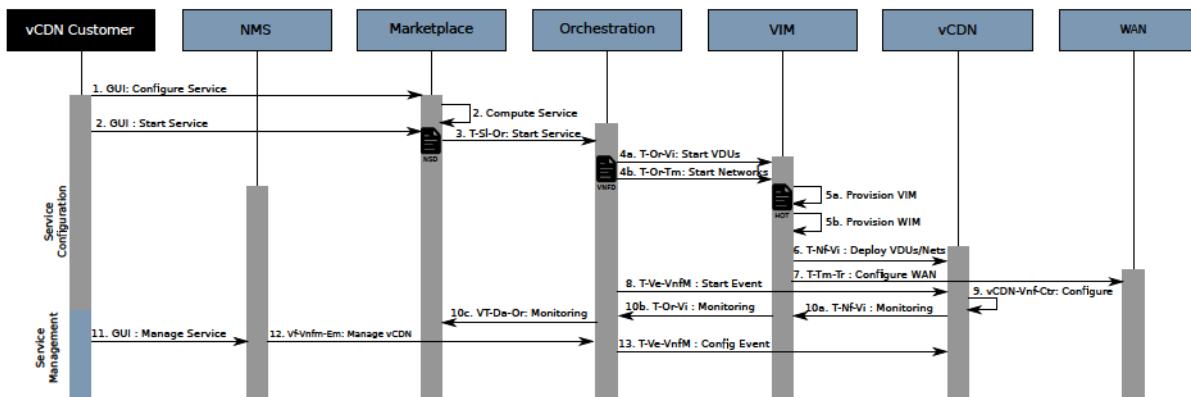 vCDN Customer
NMS
Marketplace
Orchestration
VIM
vCDN
WAN
1. GUI: Configure Service
2. Compute Service
2. GUI : Start Service
3. T-Sl-Or: Start Service
NSD
4a. T-Or-Vi: Start VDUs
4b. T-Or-Tm: Start Networks
VNFD
5a. Provision VIM
HOT
5b. Provision WIM
Service
Configuration
6. T-Nf-Vi : Deploy VDUs/Nets
7. T-Tm-Tr : Configure WAN
8. T-Ve-VnfM : Start Event
9. vCDN-Vnf-Ctr: Configure
10c. VT-Da-Or: Monitoring
10b. T-Or-Vi : Monitoring
10a. T-Nf-Vi : Monitoring
11. GUI : Manage Service
12. Vf-Vnfm-Em: Manage vCDN
13. T-Ve-VnfM : Config Event
Service
Management